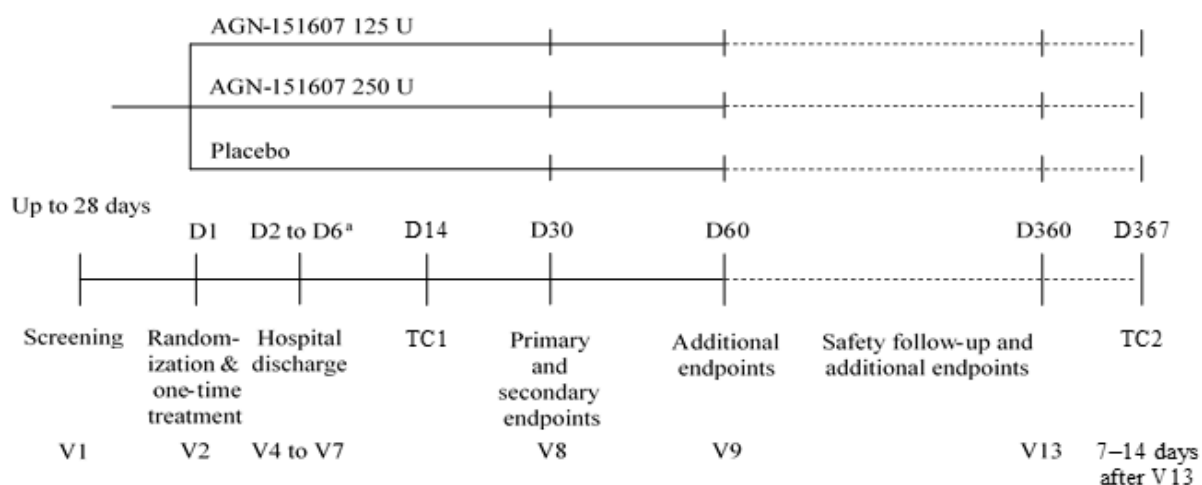 AGN-151607 125 U
AGN-151607 250 U
Placebo
Up to 28 days
D1 D2 to D6ᵃ D14 D30 D60 D360 D367
Screening Random- Hospital TC1 Primary Additional Safety follow-up and TC2
ization & discharge and endpoints additional endpoints
one-time secondary
treatment endpoints
V1 V2 V4 to V7 V8 V9 V13 7–14 days
after V13